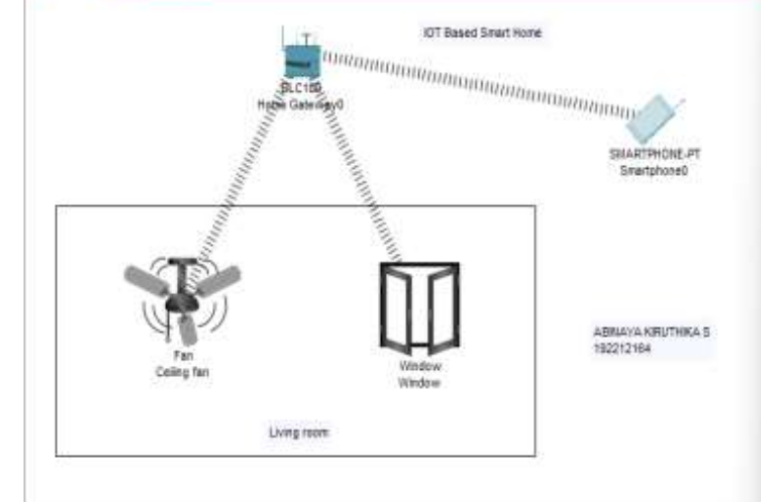 IOT Based Smart Home
DLC100
Home Gateway0
SMARTPHONE-PT
Smartphone0
Fan
Ceiling fan
Window
Window
ABINAYA KIRUTHIKA S
192212164
Living room